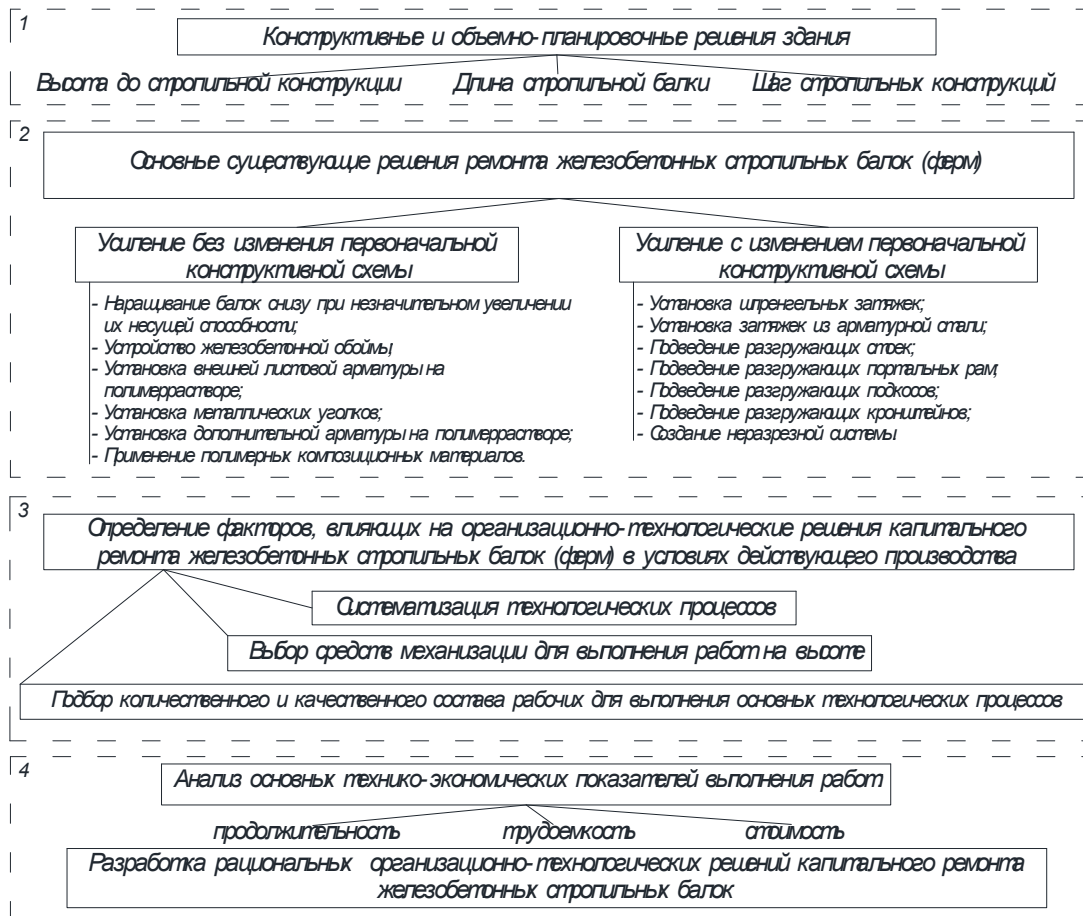 1
Конструктивные и объемно-планировочные решения здания
Высота до стропильной конструкции Длина стропильной балки Шаг стропильных конструкций
2
Основные существующие решения ремонта железобетонных стропильных балок (ферм)
Усиление без изменения первоначальной
конструктивной схемы
- Наращивание балок снизу при незначительном увеличении
их несущей способности;
- Устройство железобетонной обоймы;
- Установка внешней листовой арматуры на
полимеррастворе;
- Установка металлических уголков;
- Установка дополнительной арматуры на полимеррастворе;
- Применение полимерных композиционных материалов.
Усиление с изменением первоначальной
конструктивной схемы
- Установка шпренгельных затяжек;
- Установка затяжек из арматурной стали;
- Подведение разгружающих стоек;
- Подведение разгружающих портальных рам;
- Подведение разгружающих подкосов;
- Подведение разгружающих кронштейнов;
- Создание неразрезной системы
3
Определение факторов, влияющих на организационно-технологические решения капитального
ремонта железобетонных стропильных балок (ферм) в условиях действующего производства
Систематизация технологических процессов
Выбор средств механизации для выполнения работ на высоте
Подбор количественного и качественного состава рабочих для выполнения основных технологических процессов
4
Анализ основных технико-экономических показателей выполнения работ
продолжительность трудоемкость стоимость
Разработка рациональных организационно-технологических решений капитального ремонта
железобетонных стропильных балок